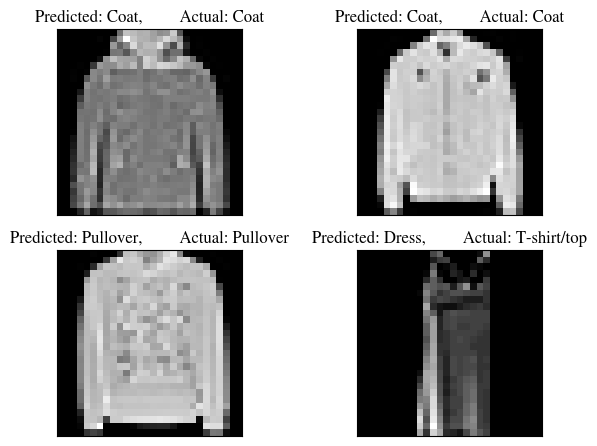 Predicted: Coat, Actual: Coat
Predicted: Coat, Actual: Coat
Predicted: Pullover, Actual: Pullover
Predicted: Dress, Actual: T-shirt/top